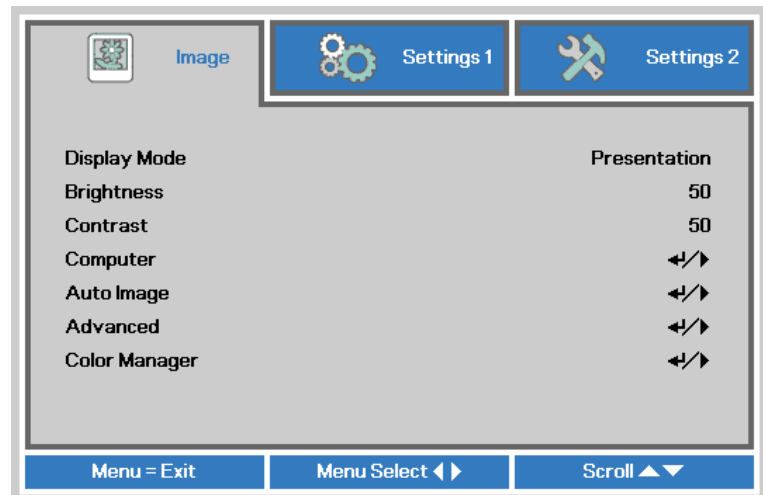 Image Settings 1 Settings 2
Display Mode Presentation
Brightness 50
Contrast 50
Computer ↵/▶
Auto Image ↵/▶
Advanced ↵/▶
Color Manager ↵/▶
Menu = Exit Menu Select ◀▶ Scroll ▲▼